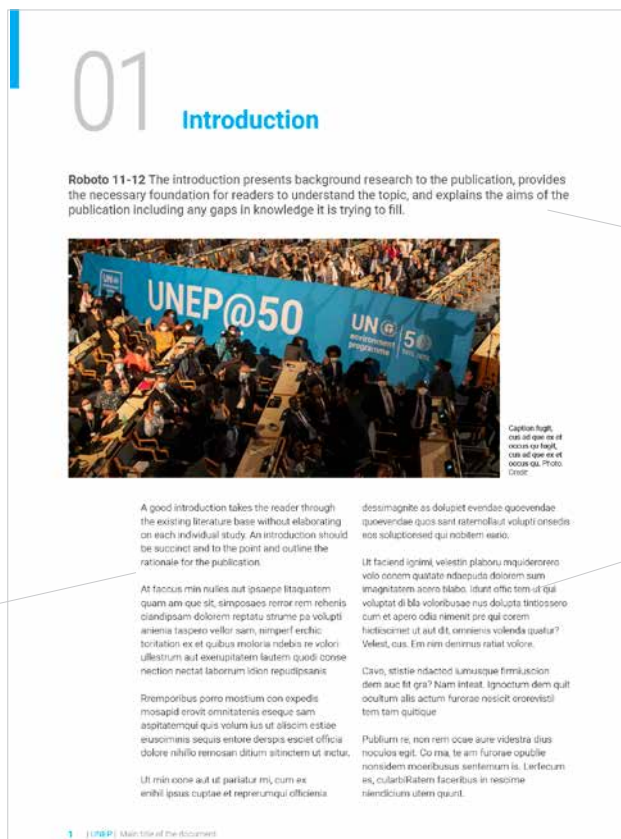 01
Introduction
Roboto 11-12 The introduction presents background research to the publication, provides
the necessary foundation for readers to understand the topic, and explains the aims of the
publication including any gaps in knowledge it is trying to fill.
UN
UNEP@50
UN
environment
programme
50
Caption fugit,
cus ad que ex et
occus qu fugit,
cus ad que ex et
occus qu. Photo.
Credit
A good introduction takes the reader through
the existing literature base without elaborating
on each individual study. An introduction should
be succinct and to the point and outline the
rationale for the publication.
At faccus min nulles aut ipsaepe litaquatem
quam am que sit, simposaes rerror rem rehenis
ciandipsam dolorem reptatu strume pa volupti
anienia taspero vellor sam, nimperf erchic
toritation ex et quibus moloria ndebis re volori
ullestrum aut exerupitatem lautem quodi conse
nection nectat laborrum idion repudipsanis
Rremporibus porro mostium con expedis
mosapid erovit omnitatenis eseque sam
aspitatemqui quis volum ius ut aliscim estiae
eiusciminis sequis entore derspis esciet officia
dolore nihillo remosan ditium sitinctem ut inctur.
Ut min cone aut ut pariatur mi, cum ex
enihil ipsus cuptae et reprerumqui officienis
dessimagnite as dolupiet evendae quoevendae
quoevendae quos sant ratemollaut volupti onsedis
eos soluptionsed qui nobitem eario.
Ut faciend ignimi, velestin plaboru mquiderorero
volo conem quatate ndaepuda dolorem sum
imagnitatem acero blabo. Idunt offic tem ut qui
voluptat di bla voloribusae nus dolupta tintiossero
cum et apero odia nimenit pre qui corem
hictiiscimet ut aut dit, omnienis volenda quatur?
Velest, cus. Em nim denimus ratiat volore.
Cavo, stistie ndacted iumusque firmiuscion
dem auc fit gra? Nam inteat. Ignoctum dem quit
ocultum alis actum furorae nesicit erorevistil
tem tam quitique
Publium re, non rem ocae aure videstra dius
noculos egit. Co ma, te am furorae opublie
nonsidem moeribusus sentemum is. Lerfecum
es, cularbiRatem faceribus in rescime
niendicium utem quunt.
1 | UNEP | Main title of the document